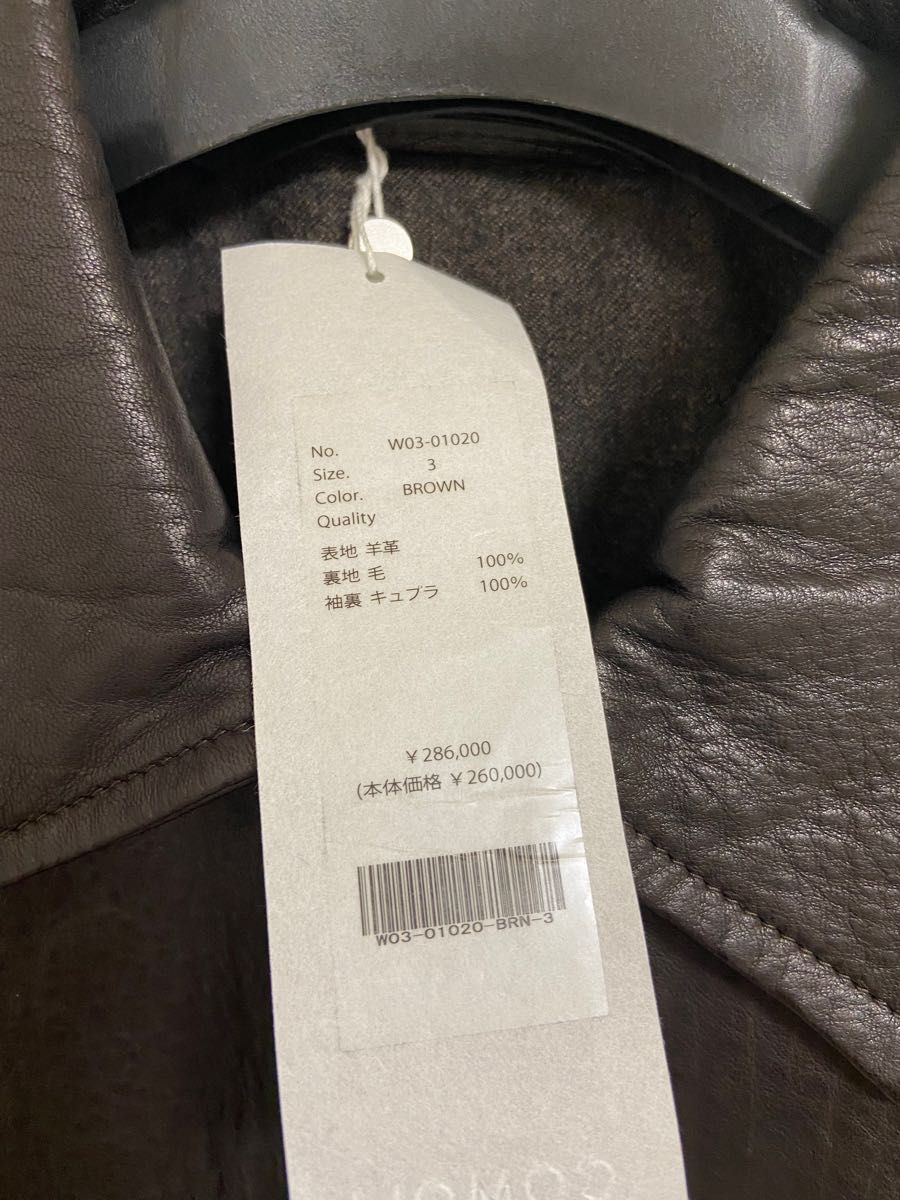 No. W03-01020
Size. 3
Color. BROWN
Quality
表地 羊革
裏地 毛 100%
袖裏 キュプラ 100%
¥286,000
(本体価格 ¥260,000)
W03-01020-BRN-3